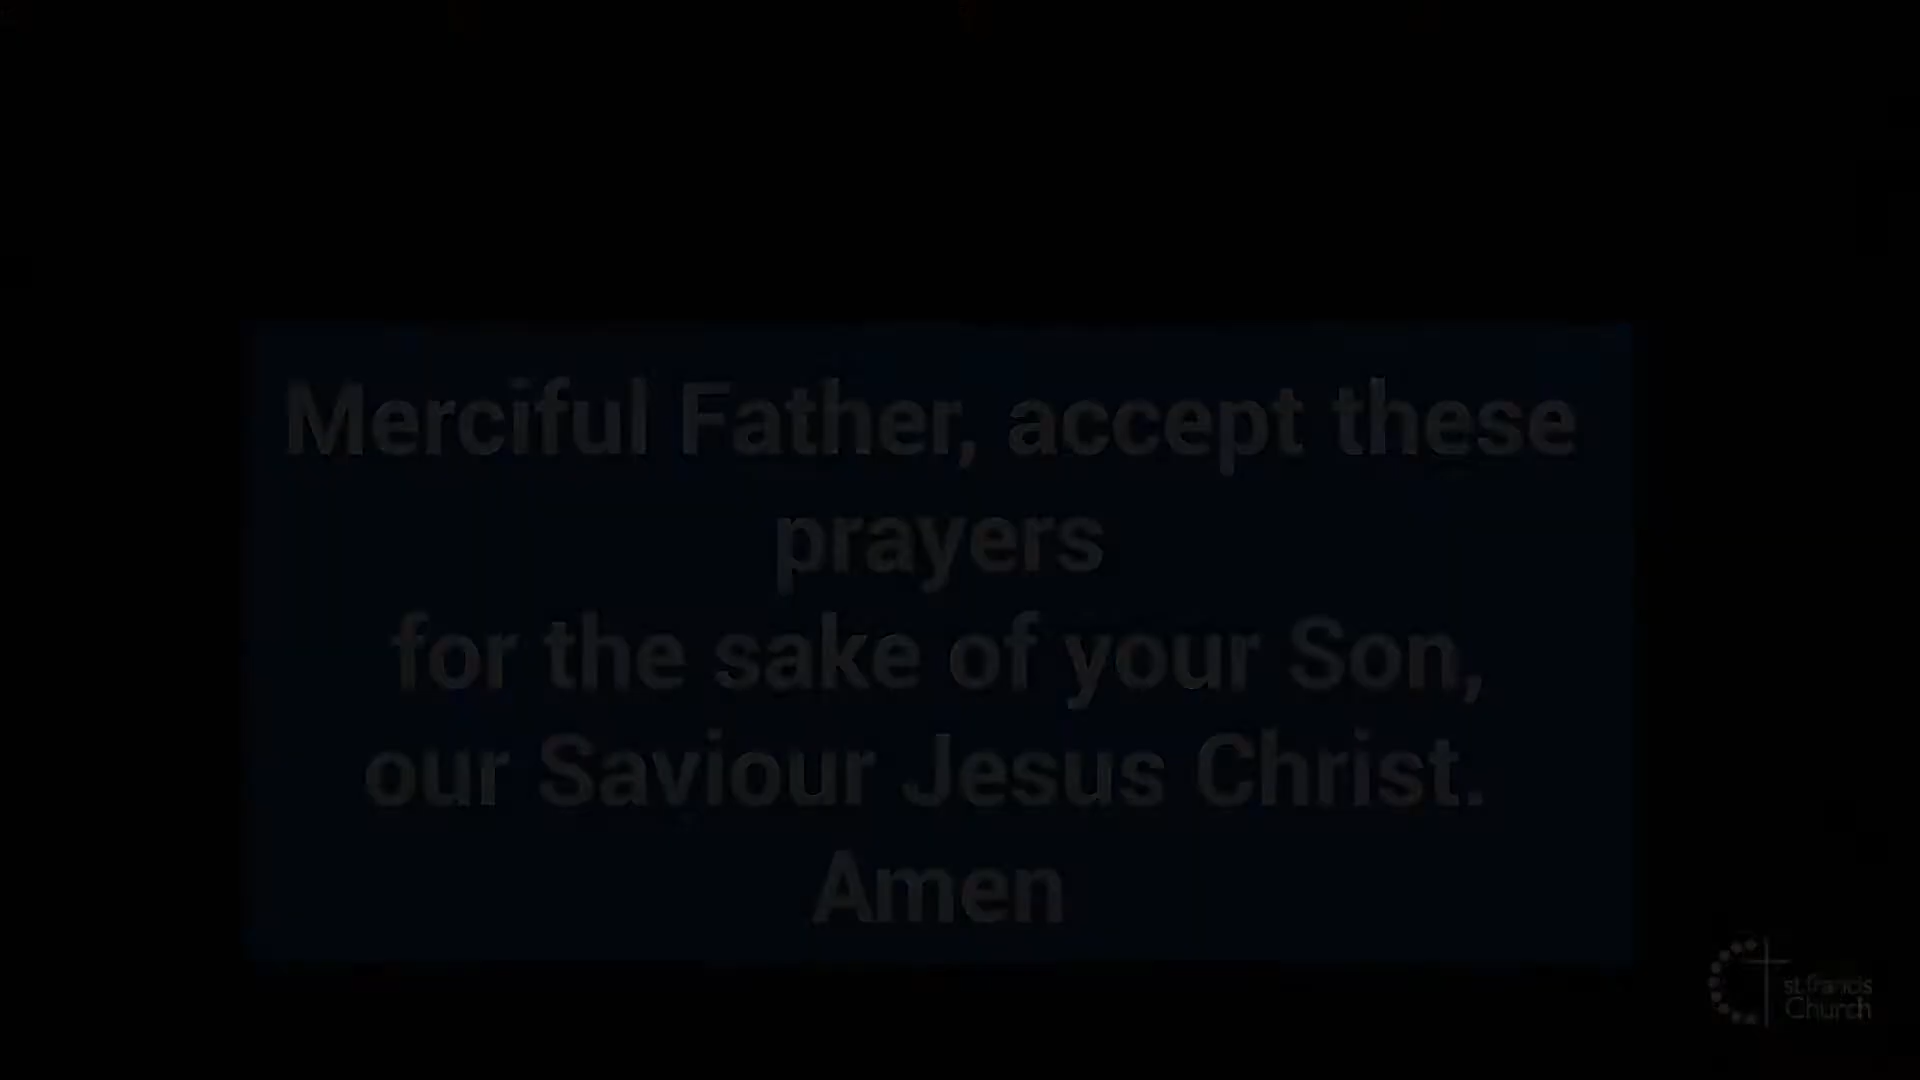 Merciful Father, accept these
prayers
for the sake of your Son,
our Saviour Jesus Christ.
Amen
st.francis
Church